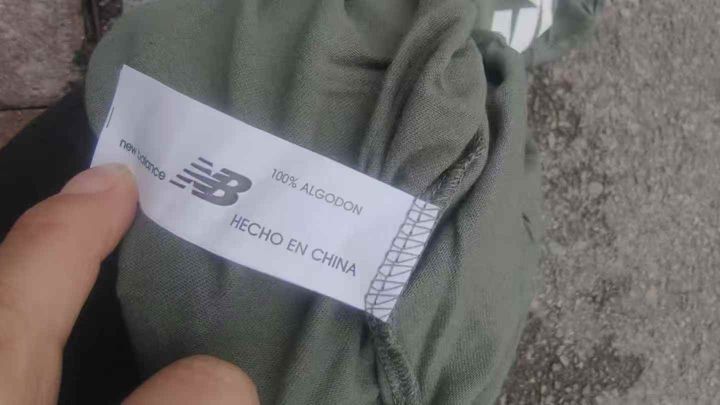 new balance
NB
100% ALGODON
HECHO EN CHINA